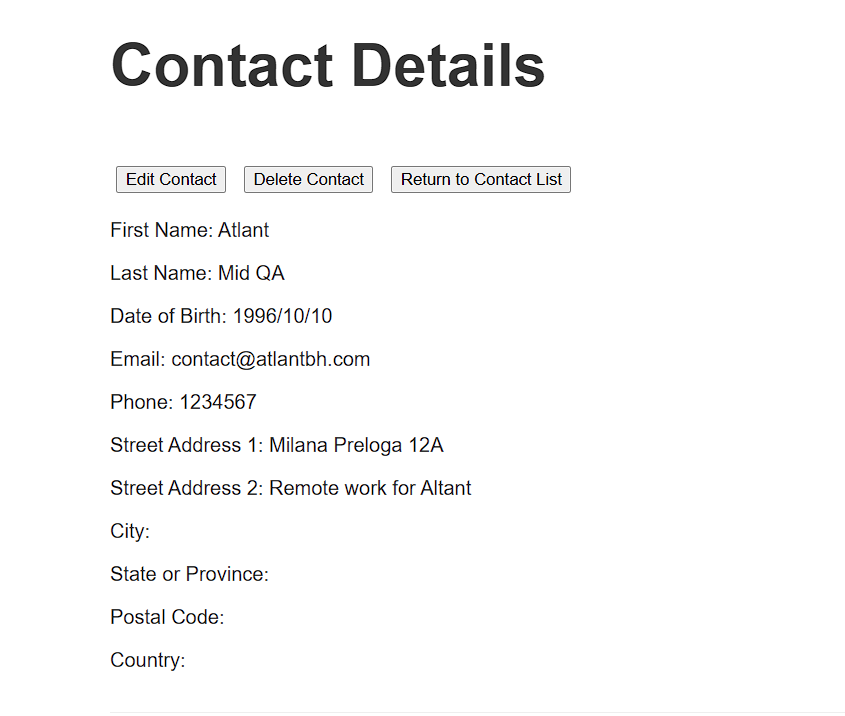 Contact Details
Edit Contact Delete Contact Return to Contact List
First Name: Atlant
Last Name: Mid QA
Date of Birth: 1996/10/10
Email: contact@atlantbh.com
Phone: 1234567
Street Address 1: Milana Preloga 12A
Street Address 2: Remote work for Altant
City:
State or Province:
Postal Code:
Country: